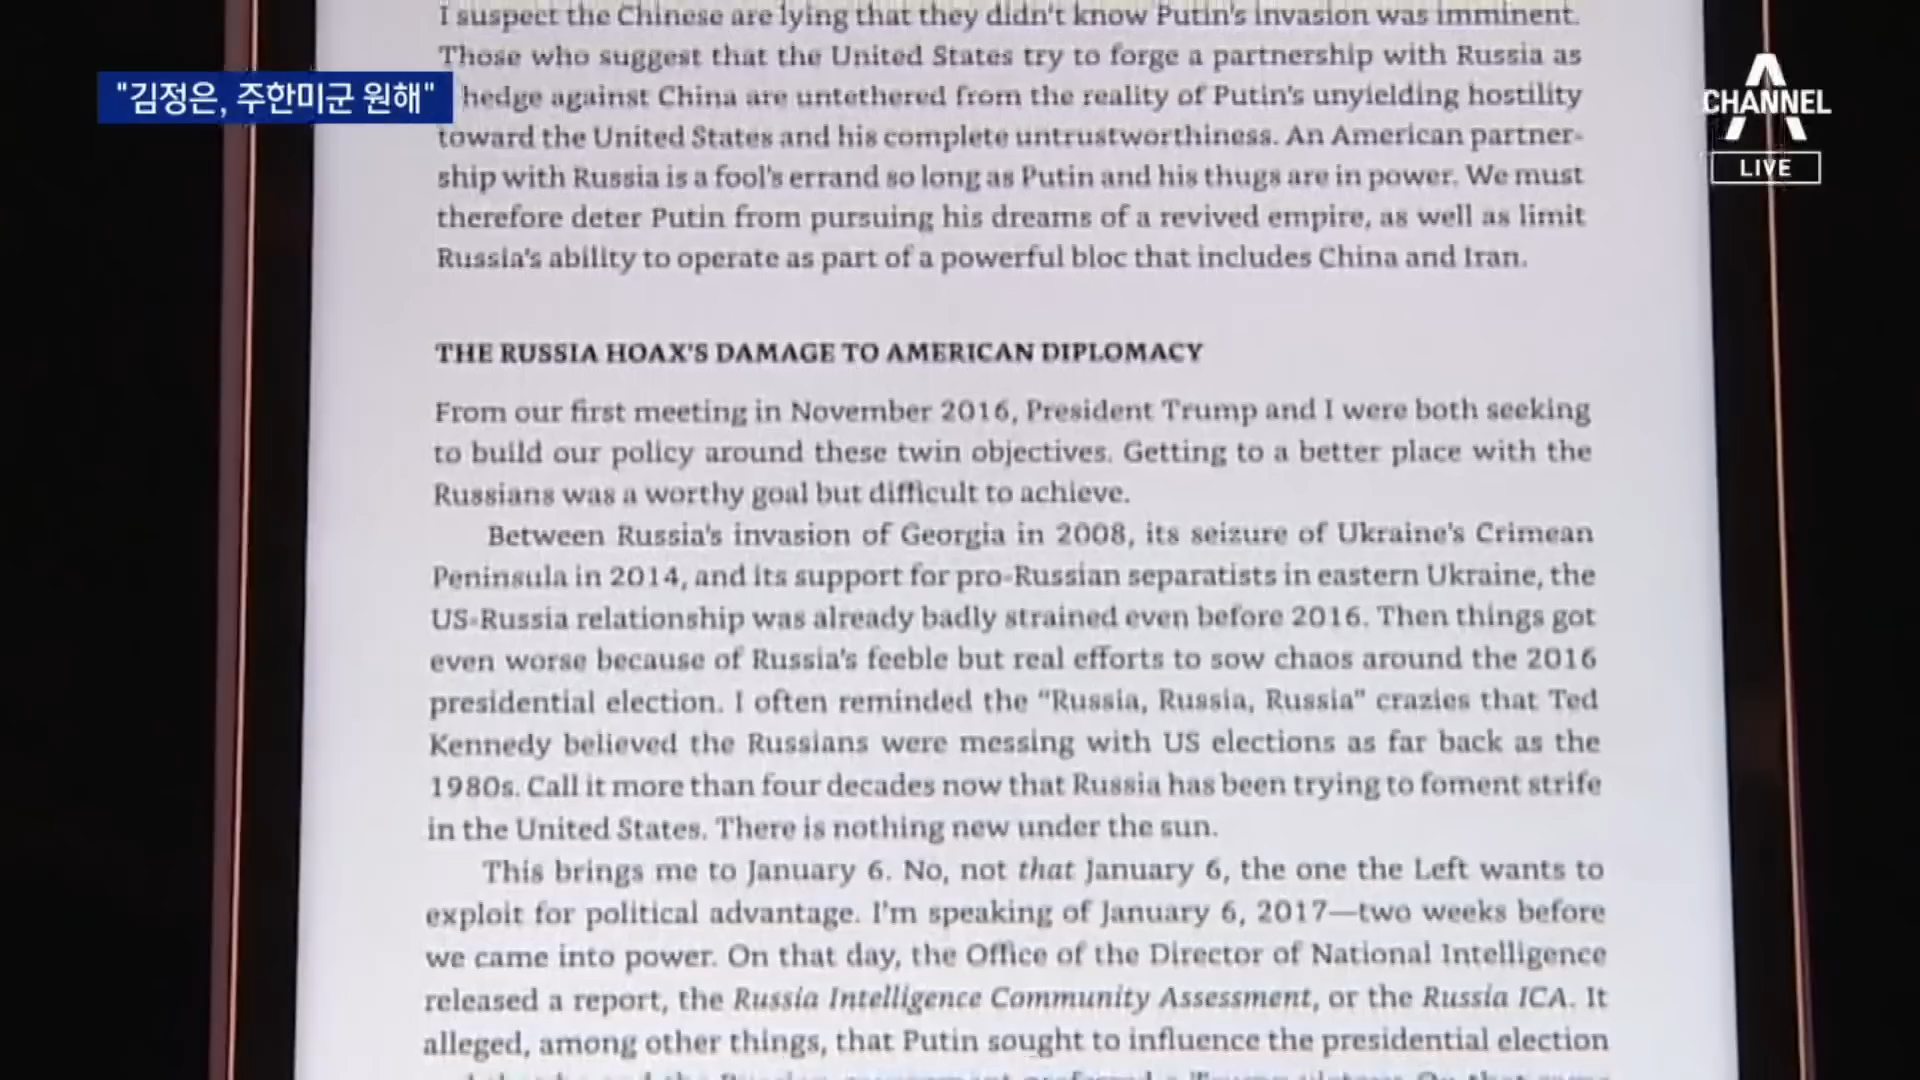 I suspect the Chinese are lying that they didn't know Putin's invasion was imminent.
Those who suggest that the United States try to forge a partnership with Russia as
"김정은, 주한미군 원해"
hedge against China are untethered from the reality of Putin's unyielding hostility
CHANNEL
A
LIVE
toward the United States and his complete untrustworthiness. An American partner-
ship with Russia is a fool's errand so long as Putin and his thugs are in power. We must
therefore deter Putin from pursuing his dreams of a revived empire, as well as limit
Russia's ability to operate as part of a powerful bloc that includes China and Iran.
THE RUSSIA HOAX'S DAMAGE TO AMERICAN DIPLOMACY
From our first meeting in November 2016, President Trump and I were both seeking
to build our policy around these twin objectives. Getting to a better place with the
Russians was a worthy goal but difficult to achieve.
Between Russia's invasion of Georgia in 2008, its seizure of Ukraine's Crimean
Peninsula in 2014, and its support for pro-Russian separatists in eastern Ukraine, the
US-Russia relationship was already badly strained even before 2016. Then things got
even worse because of Russia's feeble but real efforts to sow chaos around the 2016
presidential election. I often reminded the "Russia, Russia, Russia" crazies that Ted
Kennedy believed the Russians were messing with US elections as far back as the
1980s. Call it more than four decades now that Russia has been trying to foment strife
in the United States. There is nothing new under the sun.
This brings me to January 6. No, not that January 6, the one the Left wants to
exploit for political advantage. I'm speaking of January 6, 2017—two weeks before
we came into power. On that day, the Office of the Director of National Intelligence
released a report, the Russia Intelligence Community Assessment, or the Russia ICA. It
alleged, among other things, that Putin sought to influence the presidential election